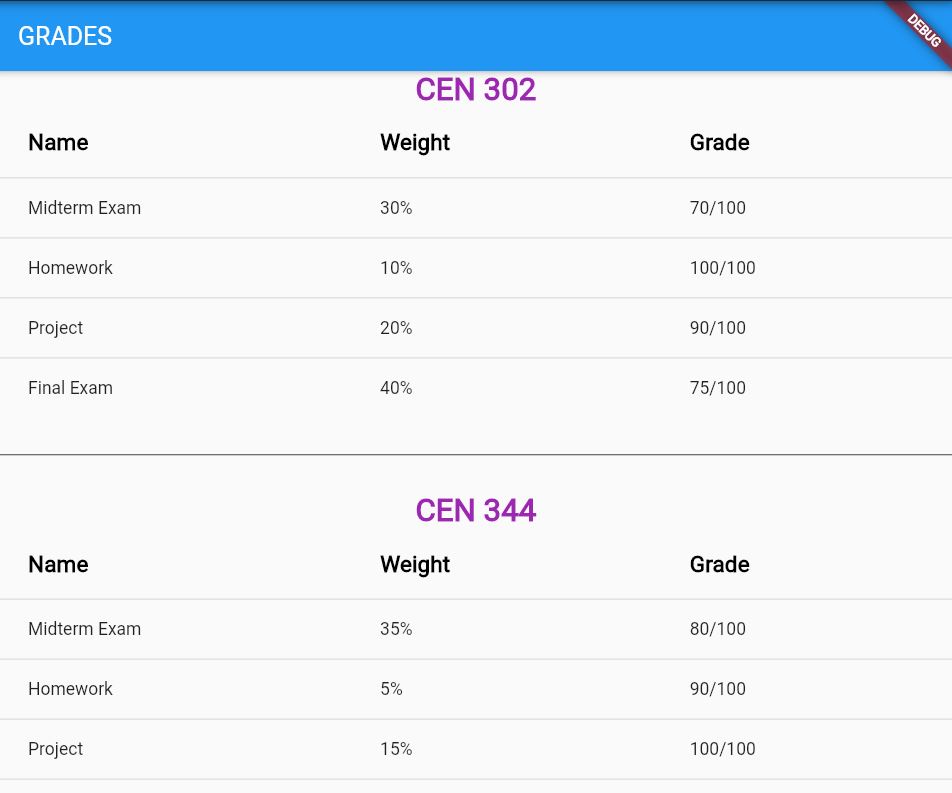 GRADES
DEBUG
CEN 302
Name Weight Grade
Midterm Exam 30% 70/100
Homework 10% 100/100
Project 20% 90/100
Final Exam 40% 75/100
CEN 344
Name Weight Grade
Midterm Exam 35% 80/100
Homework 5% 90/100
Project 15% 100/100